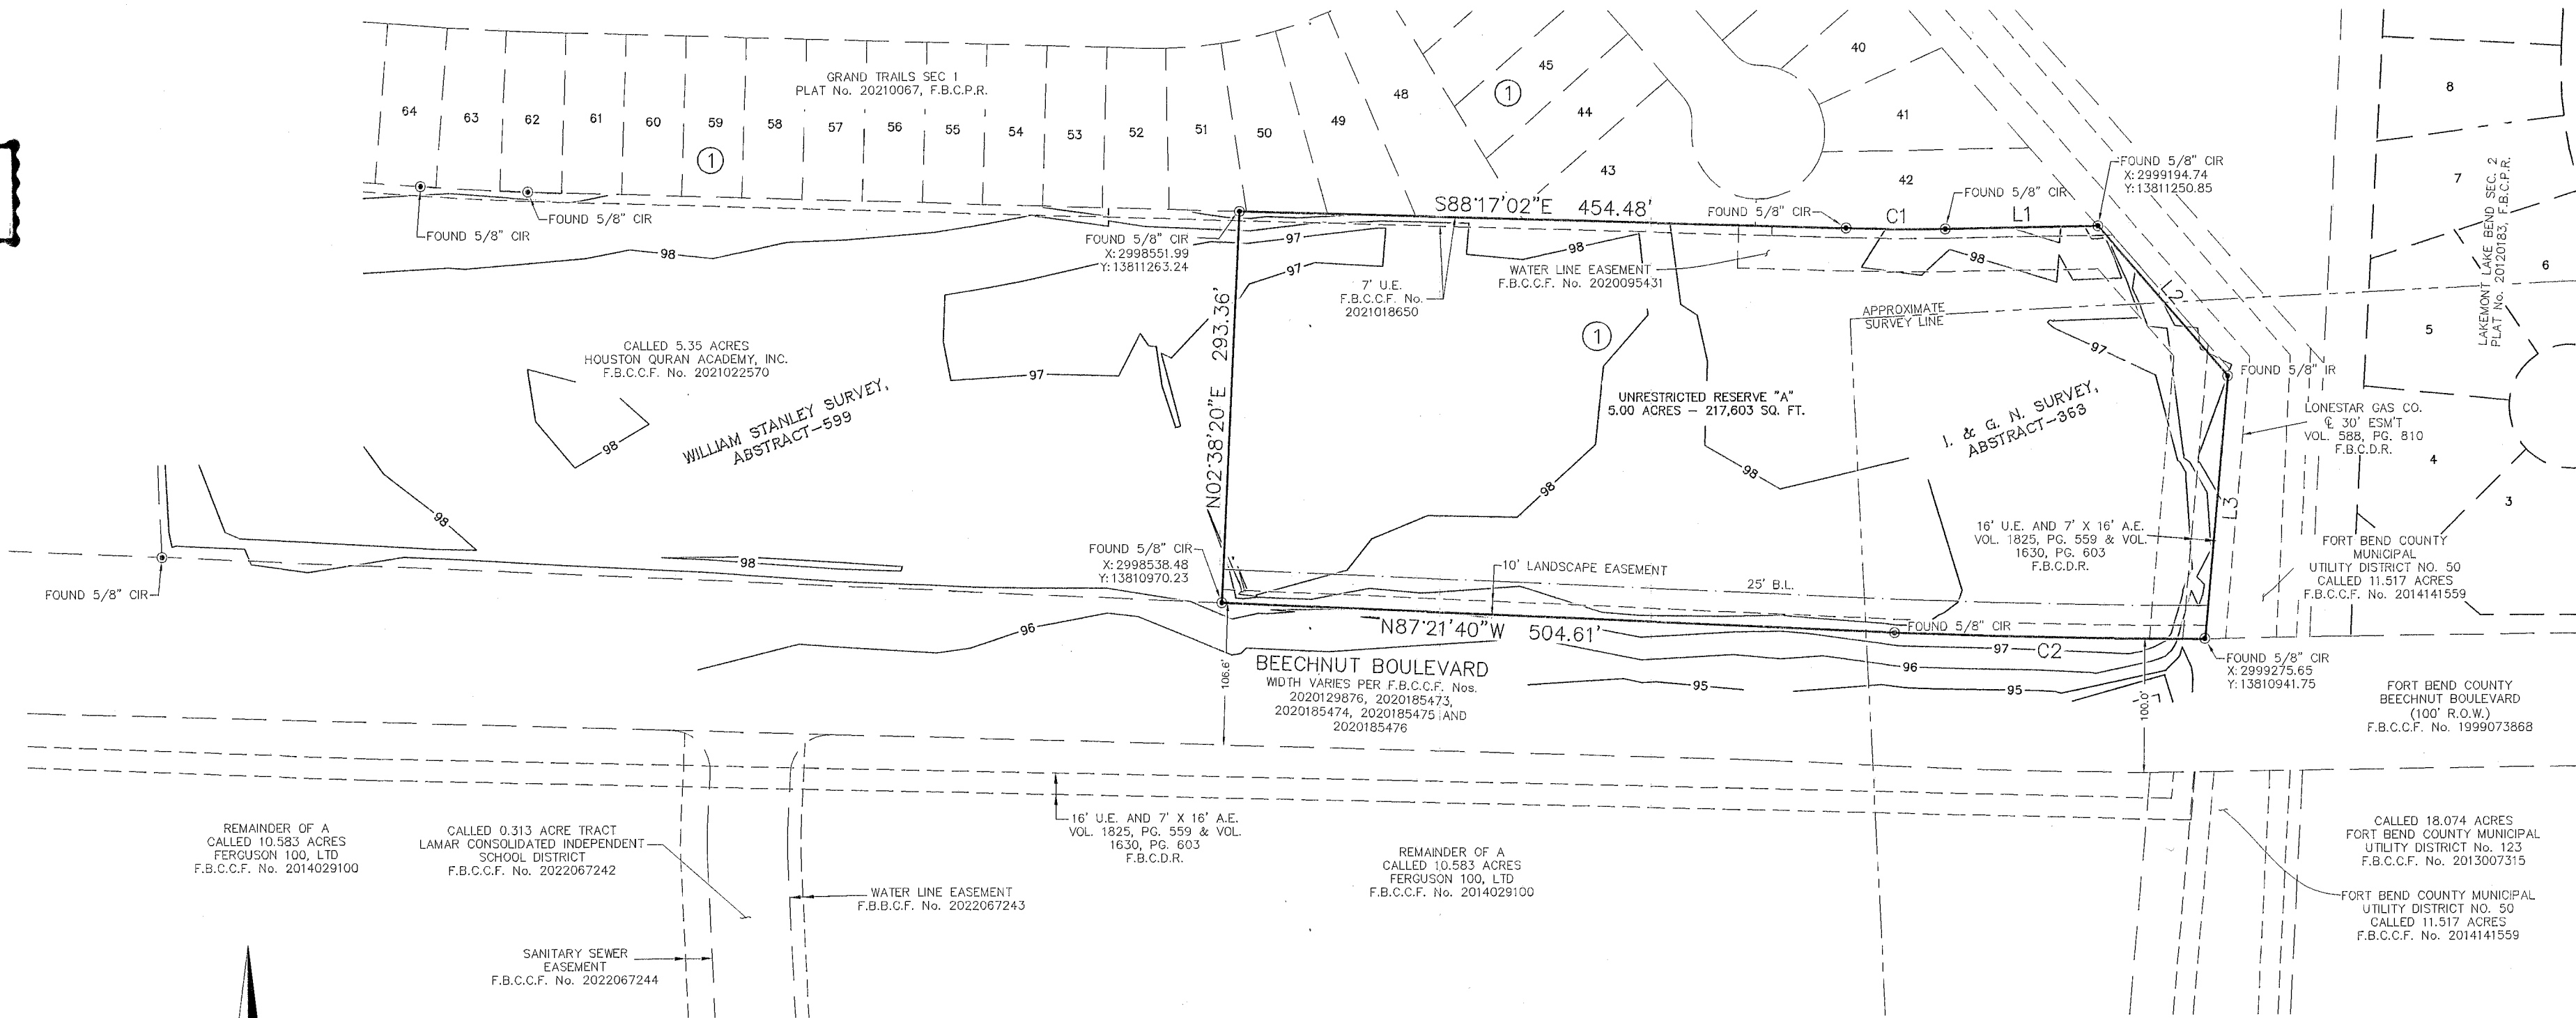 GRAND TRAILS SEC 1
PLAT No. 20210067, F.B.C.P.R.
64
63
62
61
60
59
58
57
56
55
54
53
52
51
50
49
48
45
44
43
40
41
42
1
1
8
7
6
5
4
3
LAKEMONT LAKE BEND SEC. 2
PLAT No. 20120183, F.B.C.P.R.
FOUND 5/8" CIR
FOUND 5/8" CIR
FOUND 5/8" CIR
X: 2998551.99
Y: 13811263.24
S88°17'02"E 454.48'
FOUND 5/8" CIR
C1
FOUND 5/8" CIR
L1
FOUND 5/8" CIR
X: 2999194.74
Y: 13811250.85
98
97
97
98
98
7' U.E.
F.B.C.C.F. No.
2021018650
WATER LINE EASEMENT
F.B.C.C.F. No. 2020095431
APPROXIMATE
SURVEY LINE
L2
1
97
CALLED 5.35 ACRES
HOUSTON QURAN ACADEMY, INC.
F.B.C.C.F. No. 2021022570
97
98
WILLIAM STANLEY SURVEY,
ABSTRACT-599
N02°38'20"E 293.36'
UNRESTRICTED RESERVE "A"
5.00 ACRES - 217,603 SQ. FT.
I. & G. N. SURVEY,
ABSTRACT-363
FOUND 5/8" IR
LONESTAR GAS CO.
℄ 30' ESM'T
VOL. 588, PG. 810
F.B.C.D.R.
98
98
98
L3
16' U.E. AND 7' X 16' A.E.
VOL. 1825, PG. 559 & VOL.
1630, PG. 603
F.B.C.D.R.
FORT BEND COUNTY
MUNICIPAL
UTILITY DISTRICT NO. 50
CALLED 11.517 ACRES
F.B.C.C.F. No. 2014141559
FOUND 5/8" CIR
98
FOUND 5/8" CIR
X: 2998538.48
Y: 13810970.23
10' LANDSCAPE EASEMENT
25' B.L.
96
N87°21'40"W 504.61'
FOUND 5/8" CIR
97
C2
96
95
95
FOUND 5/8" CIR
X: 2999275.65
Y: 13810941.75
106.6'
BEECHNUT BOULEVARD
WIDTH VARIES PER F.B.C.C.F. Nos.
2020129876, 2020185473,
2020185474, 2020185475 AND
2020185476
100.0'
FORT BEND COUNTY
BEECHNUT BOULEVARD
(100' R.O.W.)
F.B.C.C.F. No. 1999073868
REMAINDER OF A
CALLED 10.583 ACRES
FERGUSON 100, LTD
F.B.C.C.F. No. 2014029100
CALLED 0.313 ACRE TRACT
LAMAR CONSOLIDATED INDEPENDENT
SCHOOL DISTRICT
F.B.C.C.F. No. 2022067242
16' U.E. AND 7' X 16' A.E.
VOL. 1825, PG. 559 & VOL.
1630, PG. 603
F.B.C.D.R.
REMAINDER OF A
CALLED 10.583 ACRES
FERGUSON 100, LTD
F.B.C.C.F. No. 2014029100
CALLED 18.074 ACRES
FORT BEND COUNTY MUNICIPAL
UTILITY DISTRICT No. 123
F.B.C.C.F. No. 2013007315
WATER LINE EASEMENT
F.B.B.C.F. No. 2022067243
FORT BEND COUNTY MUNICIPAL
UTILITY DISTRICT NO. 50
CALLED 11.517 ACRES
F.B.C.C.F. No. 2014141559
SANITARY SEWER
EASEMENT
F.B.C.C.F. No. 2022067244